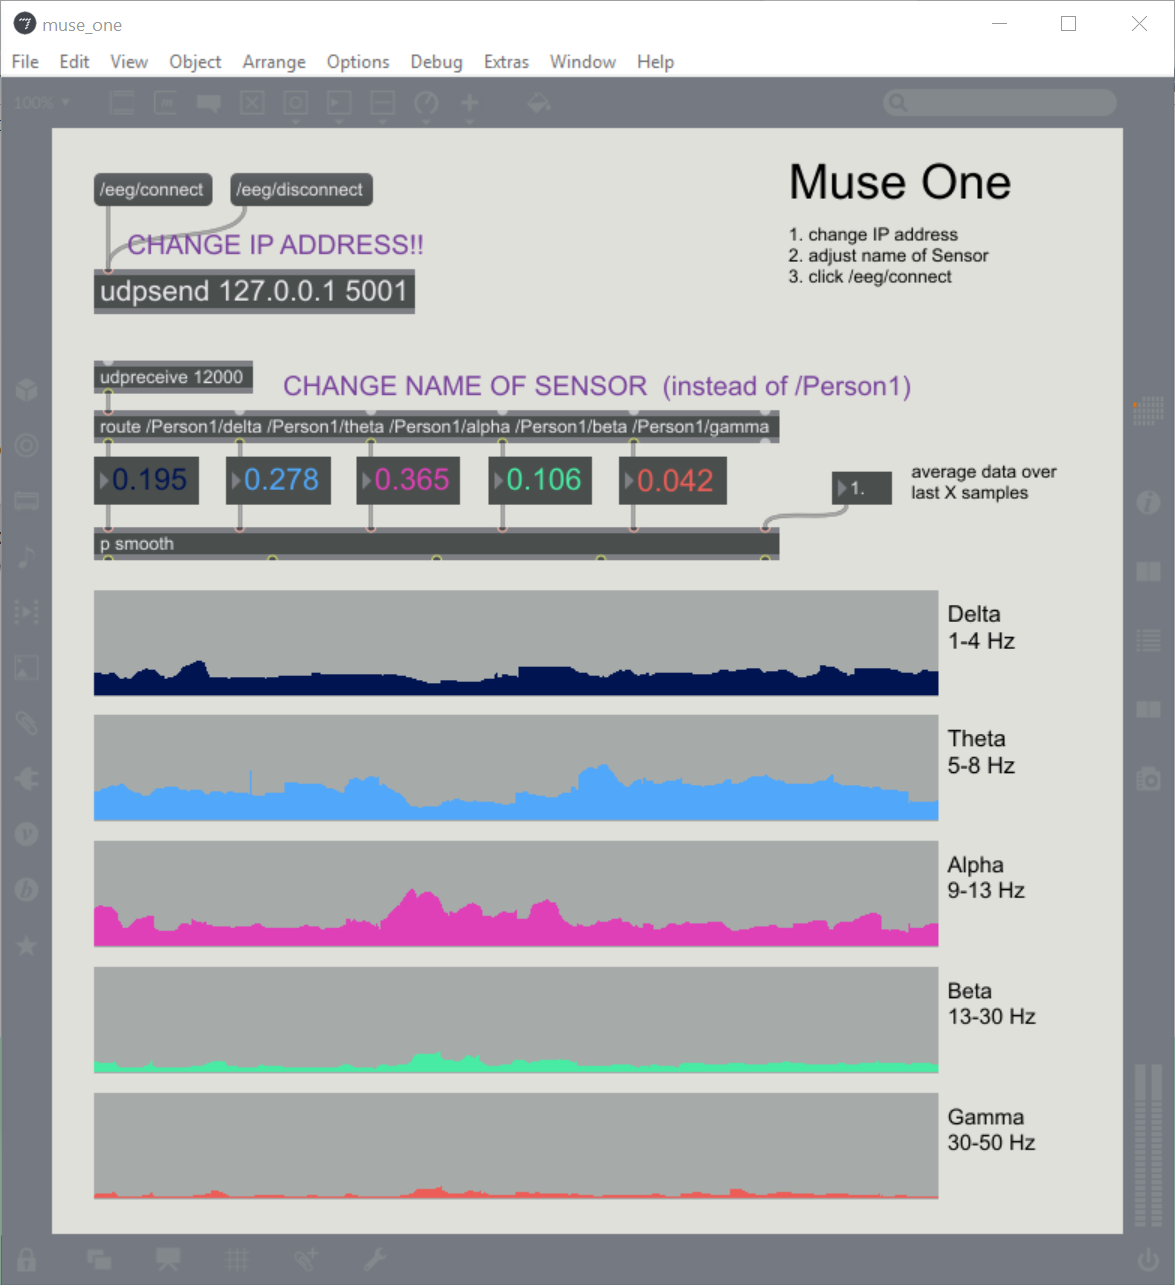 muse_one
File Edit View Object Arrange Options Debug Extras Window Help
100%
/eeg/connect /eeg/disconnect
CHANGE IP ADDRESS!!
udpsend 127.0.0.1 5001
Muse One
1. change IP address
2. adjust name of Sensor
3. click /eeg/connect
udpreceive 12000
CHANGE NAME OF SENSOR (instead of /Person1)
route /Person1/delta /Person1/theta /Person1/alpha /Person1/beta /Person1/gamma
0.195 0.278 0.365 0.106 0.042
1.
average data over
last X samples
p smooth
Delta
1-4 Hz
Theta
5-8 Hz
Alpha
9-13 Hz
Beta
13-30 Hz
Gamma
30-50 Hz